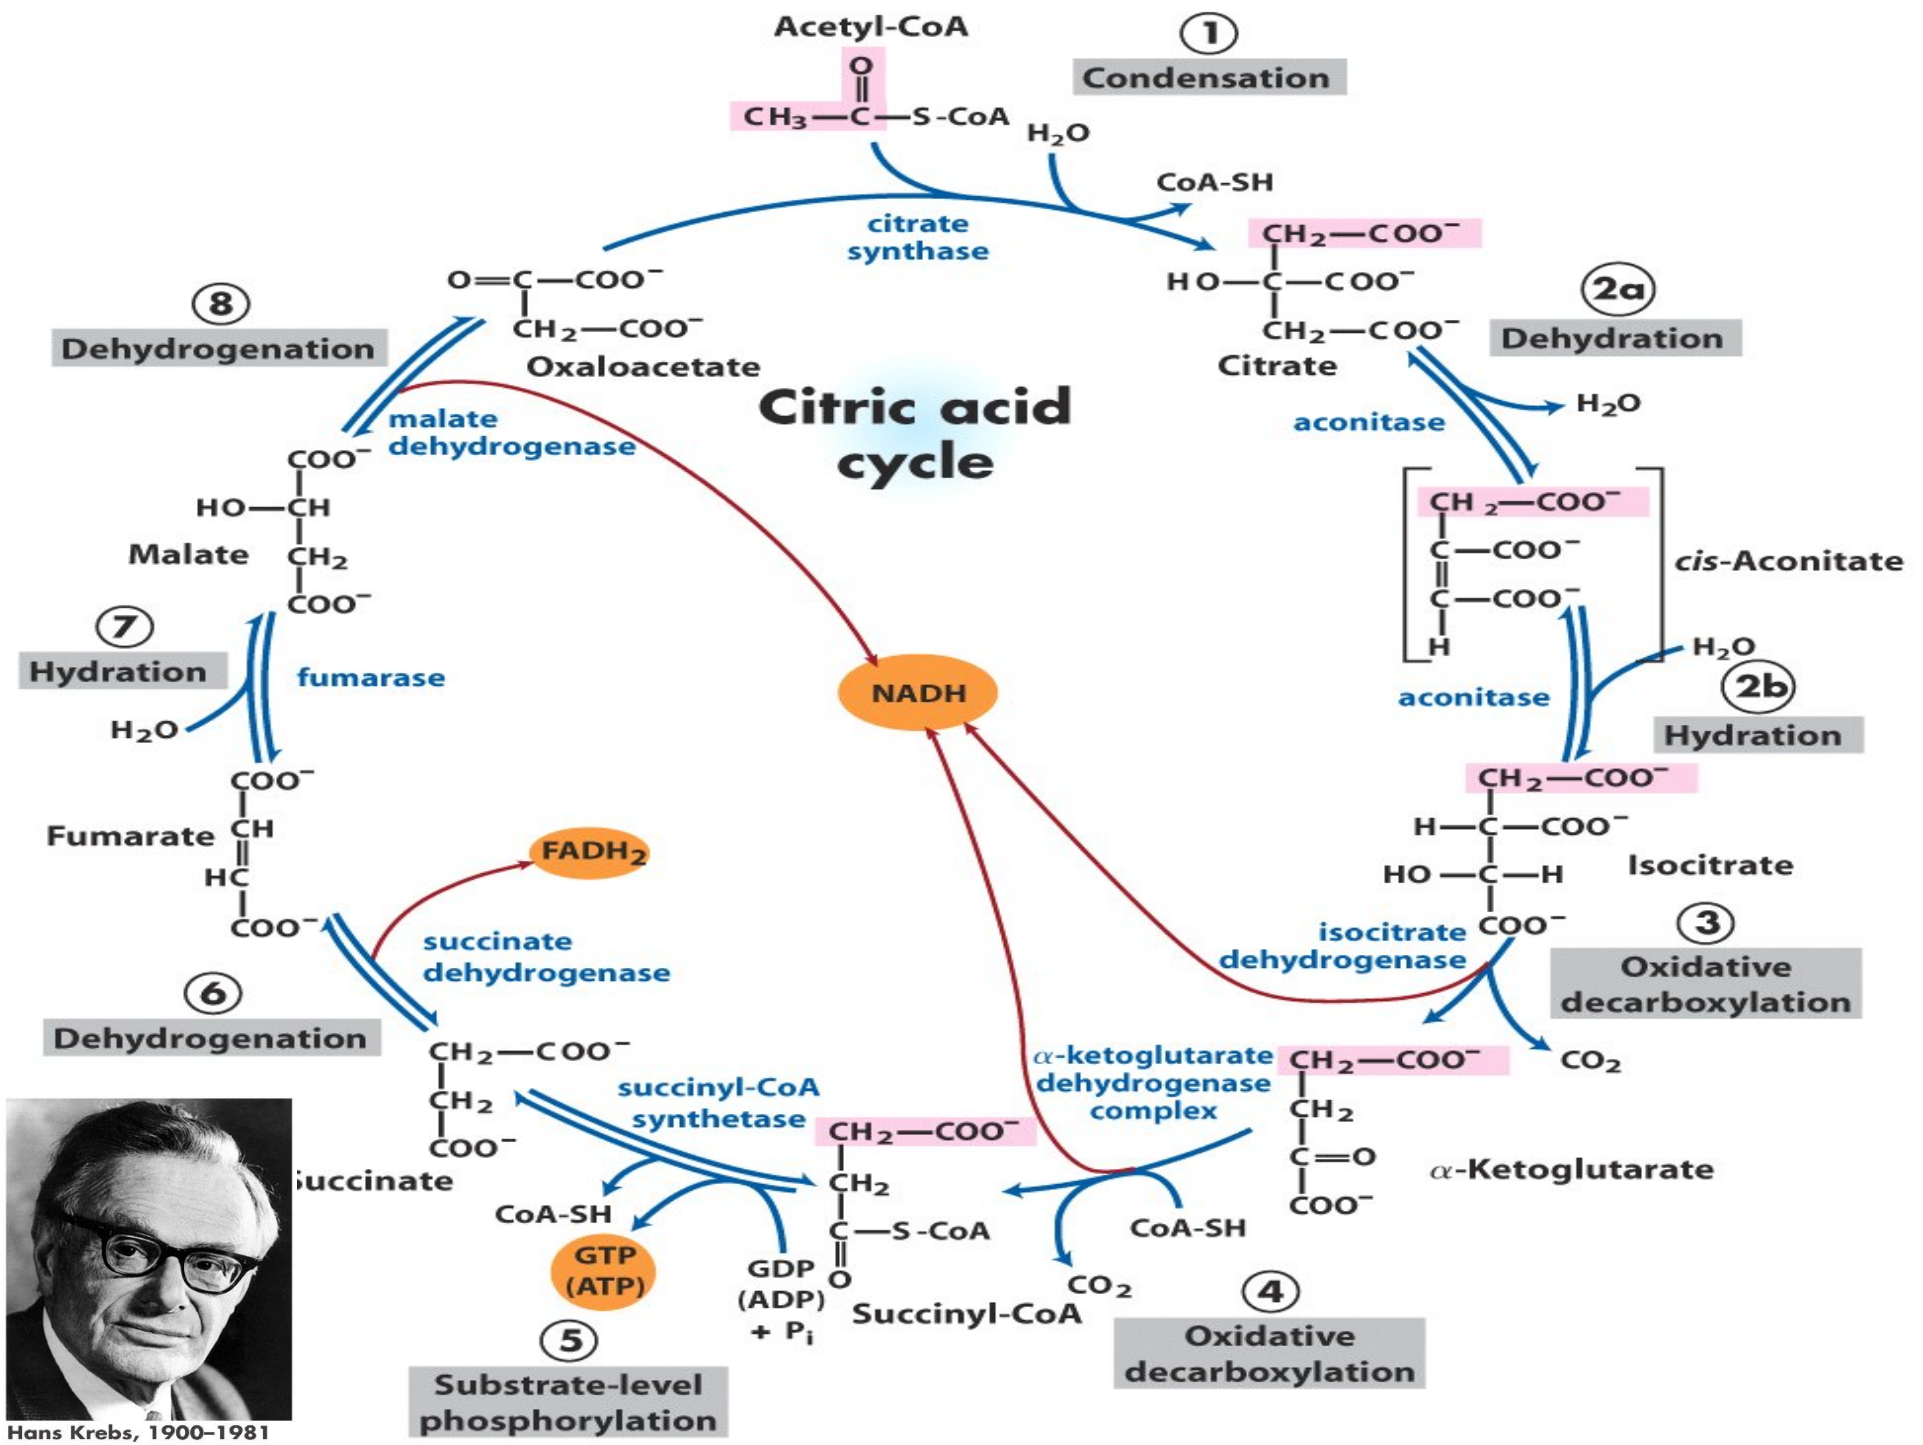 Acetyl-CoA
O
CH₃—C—S-CoA
1
Condensation
H₂O
CoA-SH
citrate
synthase
CH₂—COO⁻
HO—C—COO⁻
CH₂—COO⁻
Citrate
2a
Dehydration
H₂O
aconitase
CH₂—COO⁻
C—COO⁻
C—COO⁻
H
cis-Aconitate
H₂O
2b
Hydration
aconitase
CH₂—COO⁻
H—C—COO⁻
HO—C—H
COO⁻
Isocitrate
3
Oxidative
decarboxylation
isocitrate
dehydrogenase
CO₂
CH₂—COO⁻
CH₂
C=O
COO⁻
α-Ketoglutarate
α-ketoglutarate
dehydrogenase
complex
CoA-SH
CO₂
4
Oxidative
decarboxylation
CH₂—COO⁻
CH₂
C—S-CoA
O
Succinyl-CoA
succinyl-CoA
synthetase
GDP
(ADP)
+ Pᵢ
GTP
(ATP)
CoA-SH
5
Substrate-level
phosphorylation
CH₂—COO⁻
CH₂
COO⁻
Succinate
6
Dehydrogenation
succinate
dehydrogenase
FADH₂
COO⁻
CH
HC
COO⁻
Fumarate
7
Hydration
H₂O
fumarase
COO⁻
HO—CH
CH₂
COO⁻
Malate
8
Dehydrogenation
malate
dehydrogenase
O=C—COO⁻
CH₂—COO⁻
Oxaloacetate
Citric acid
cycle
NADH
Hans Krebs, 1900–1981